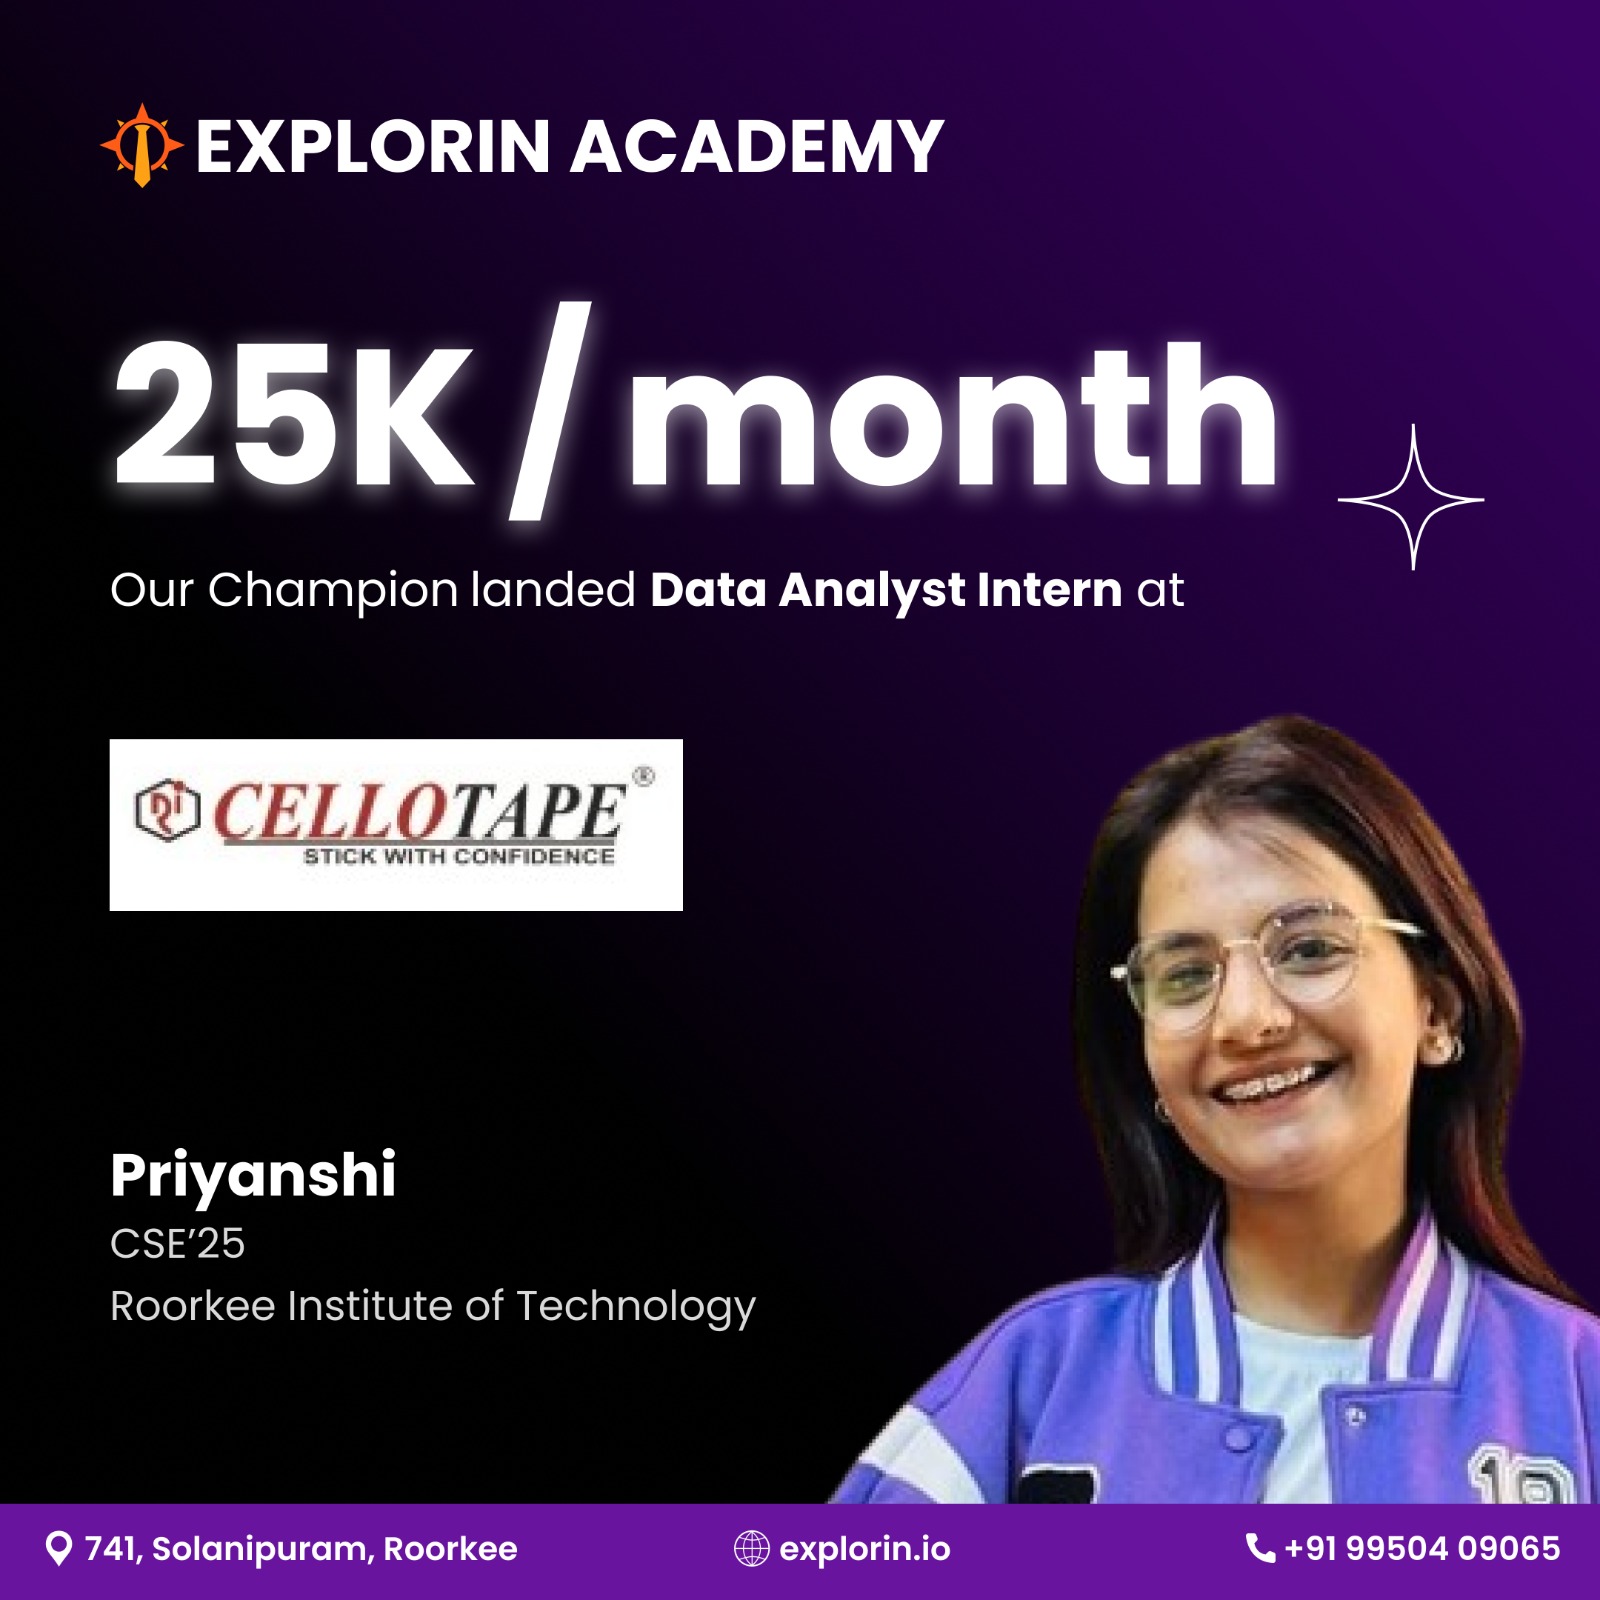 EXPLORIN ACADEMY
25K / month
Our Champion landed Data Analyst Intern at
CELLOTAPE®
STICK WITH CONFIDENCE
Priyanshi
CSE’25
Roorkee Institute of Technology
19
741, Solanipuram, Roorkee
explorin.io
+91 99504 09065